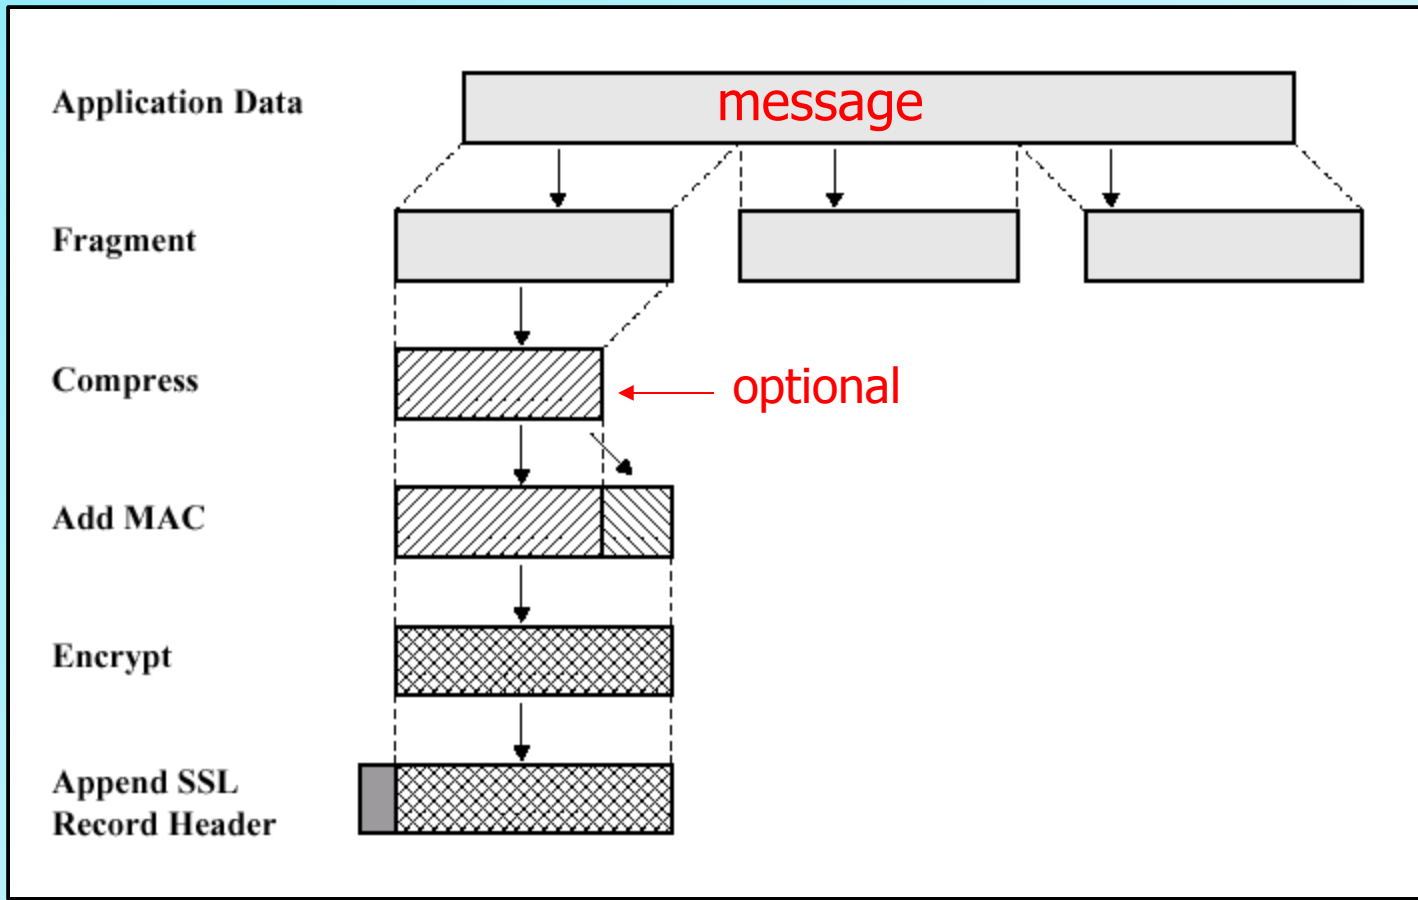 Application Data
message
Fragment
Compress
optional
Add MAC
Encrypt
Append SSL
Record Header